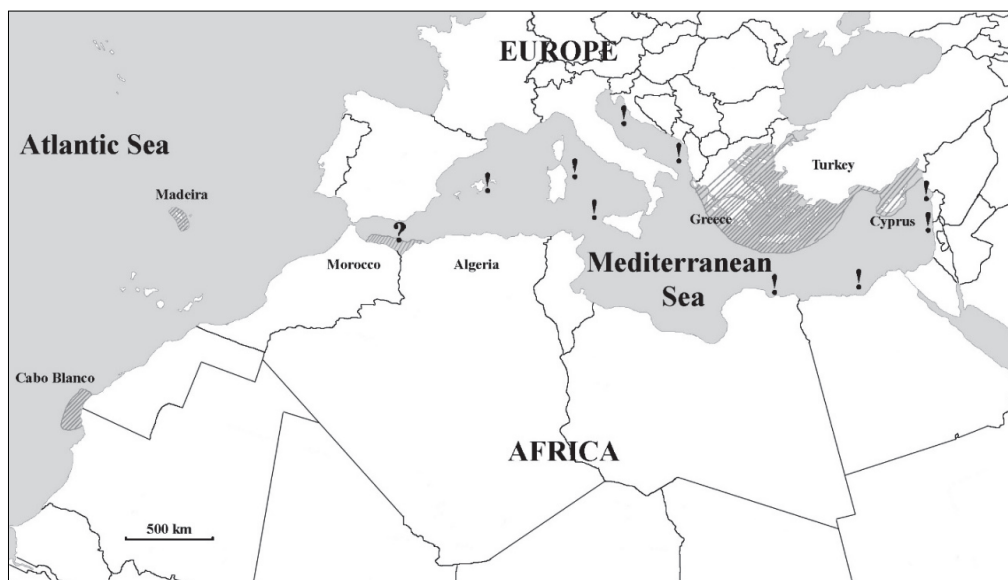 EUROPE
Atlantic Sea
Madeira
Turkey
Greece
Cyprus
Morocco
Algeria
Mediterranean
Sea
Cabo Blanco
AFRICA
500 km
!
!
!
!
!
!
!
!
!
?